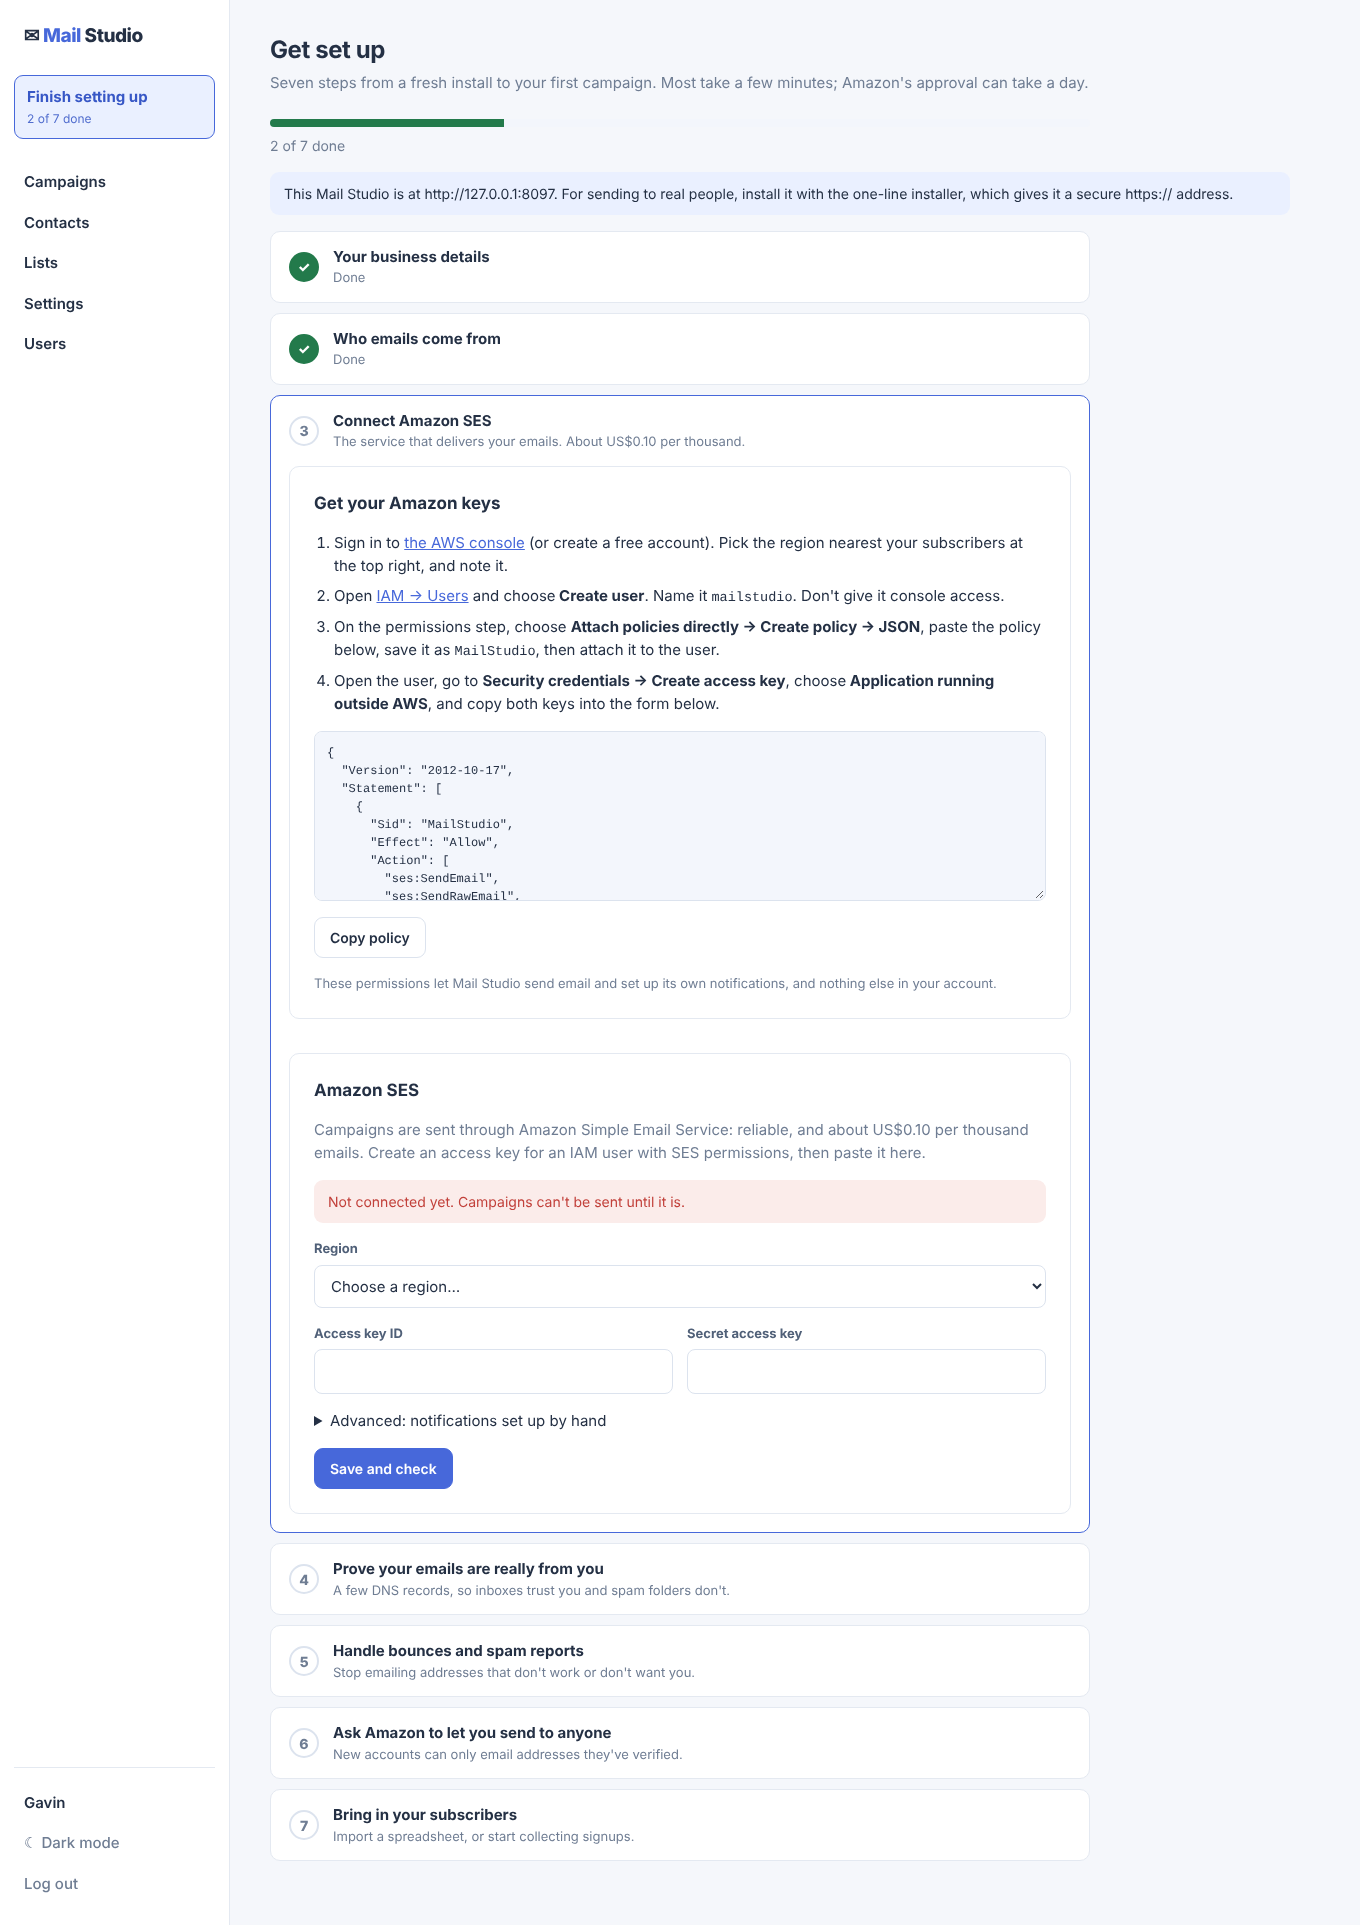 ✉ Mail Studio
Finish setting up
2 of 7 done
Campaigns
Contacts
Lists
Settings
Users
Gavin
☾ Dark mode
Log out
Get set up
Seven steps from a fresh install to your first campaign. Most take a few minutes; Amazon's approval can take a day.
2 of 7 done
This Mail Studio is at http://127.0.0.1:8097. For sending to real people, install it with the one-line installer, which gives it a secure https:// address.
Your business details
Done
Who emails come from
Done
3
Connect Amazon SES
The service that delivers your emails. About US$0.10 per thousand.
Get your Amazon keys
1. Sign in to the AWS console (or create a free account). Pick the region nearest your subscribers at
the top right, and note it.
2. Open IAM → Users and choose Create user. Name it mailstudio. Don't give it console access.
3. On the permissions step, choose Attach policies directly → Create policy → JSON, paste the policy
below, save it as MailStudio, then attach it to the user.
4. Open the user, go to Security credentials → Create access key, choose Application running
outside AWS, and copy both keys into the form below.
{
  "Version": "2012-10-17",
  "Statement": [
    {
      "Sid": "MailStudio",
      "Effect": "Allow",
      "Action": [
        "ses:SendEmail",
        "ses:SendRawEmail",
Copy policy
These permissions let Mail Studio send email and set up its own notifications, and nothing else in your account.
Amazon SES
Campaigns are sent through Amazon Simple Email Service: reliable, and about US$0.10 per thousand
emails. Create an access key for an IAM user with SES permissions, then paste it here.
Not connected yet. Campaigns can't be sent until it is.
Region
Choose a region...
Access key ID
Secret access key
Advanced: notifications set up by hand
Save and check
4
Prove your emails are really from you
A few DNS records, so inboxes trust you and spam folders don't.
5
Handle bounces and spam reports
Stop emailing addresses that don't work or don't want you.
6
Ask Amazon to let you send to anyone
New accounts can only email addresses they've verified.
7
Bring in your subscribers
Import a spreadsheet, or start collecting signups.